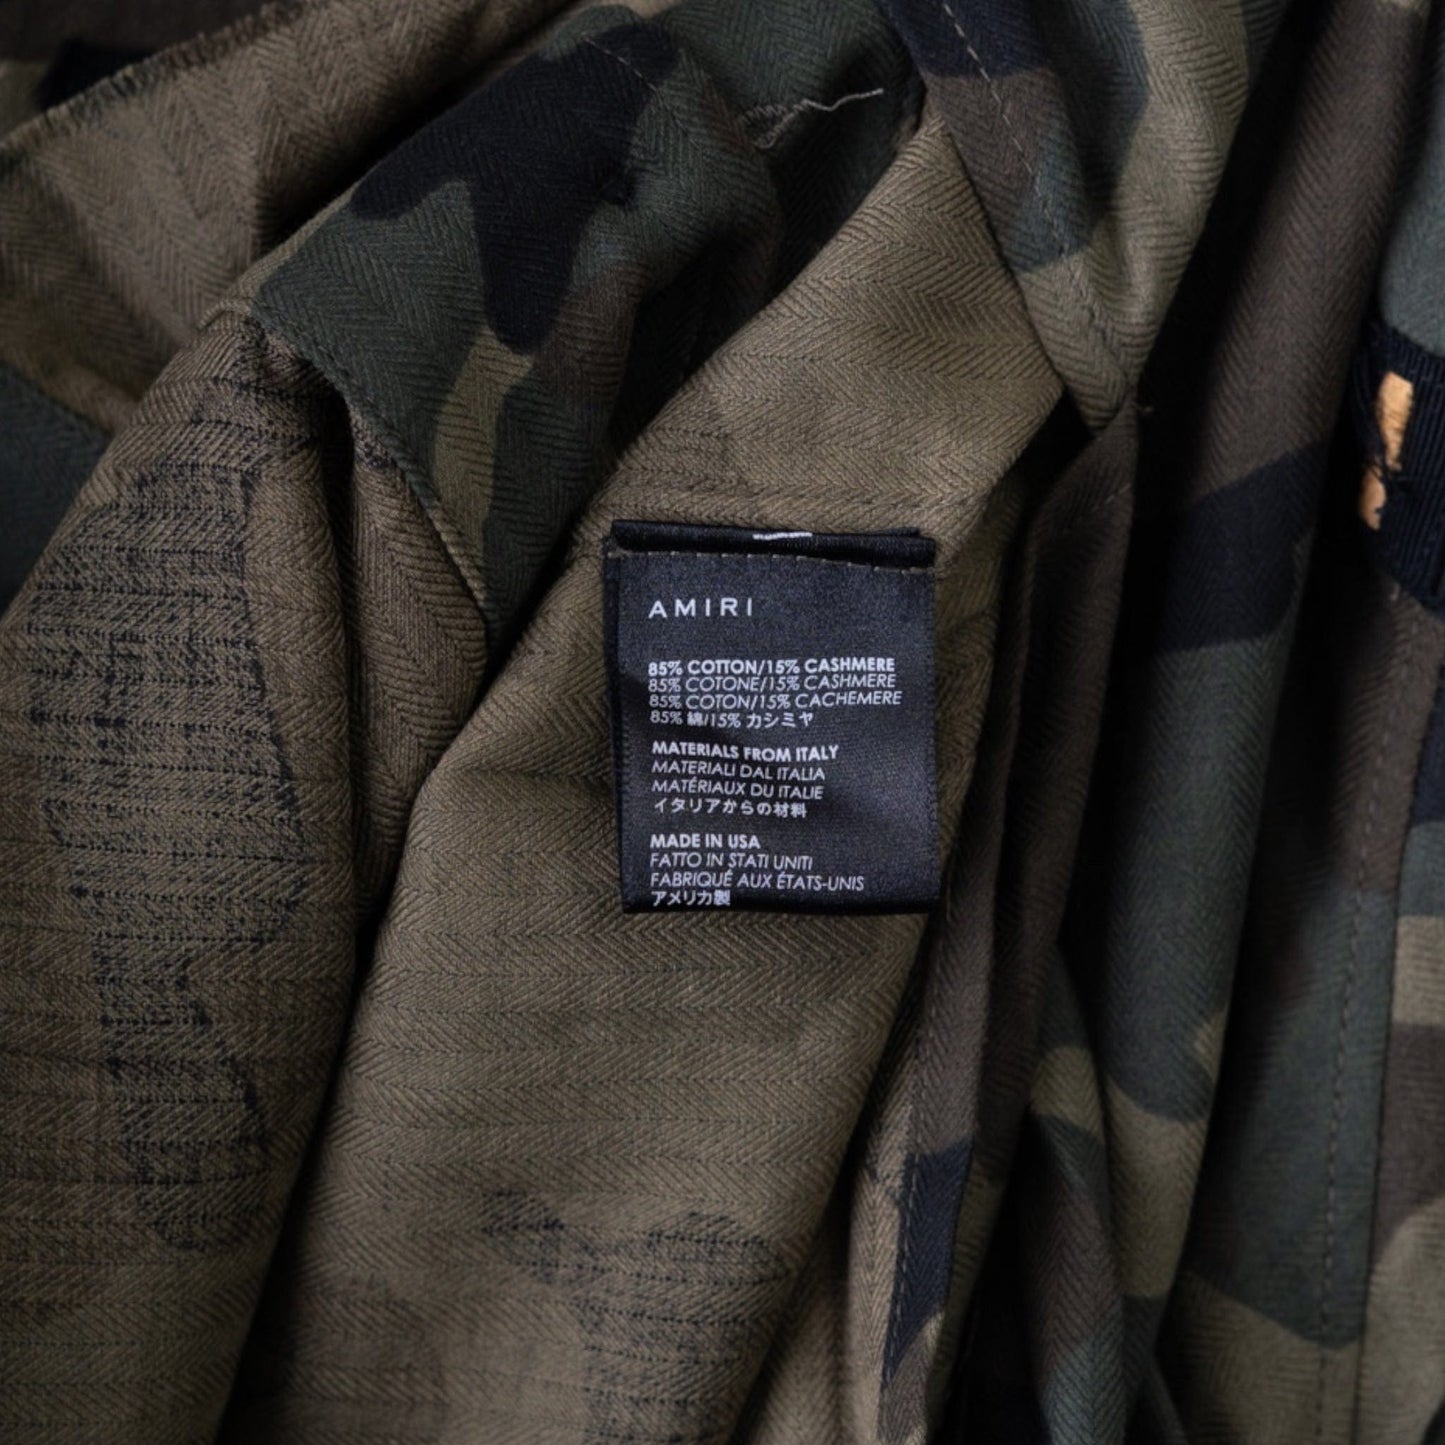 AMIRI
85% COTTON/15% CASHMERE
85% COTONE/15% CASHMERE
85% COTON/15% CACHEMERE
85% 綿/15% カシミヤ
MATERIALS FROM ITALY
MATERIALI DAL ITALIA
MATÉRIAUX DU ITALIE
イタリアからの材料
MADE IN USA
FATTO IN STATI UNITI
FABRIQUÉ AUX ÉTATS-UNIS
アメリカ製